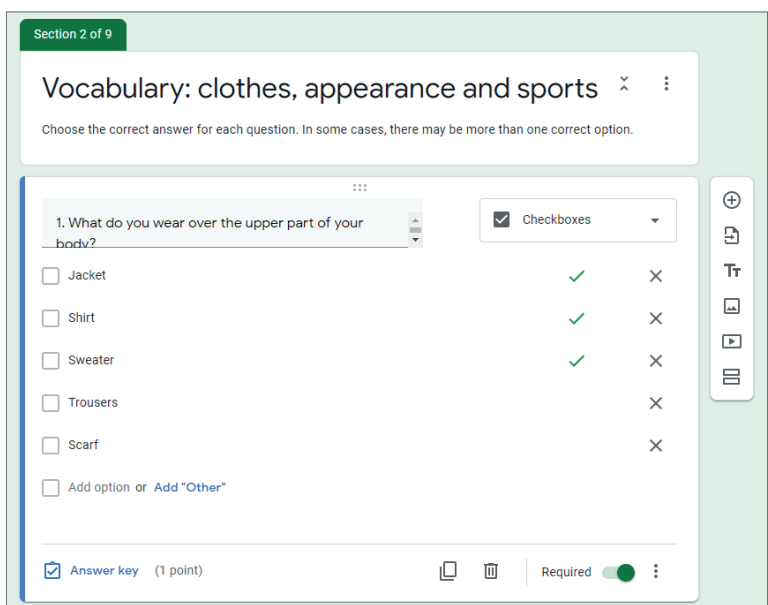 Section 2 of 9
Vocabulary: clothes, appearance and sports
Choose the correct answer for each question. In some cases, there may be more than one correct option.
1. What do you wear over the upper part of your
body?
Checkboxes
Jacket
Shirt
Sweater
Trousers
Scarf
Add option or Add "Other"
Answer key (1 point)
Required